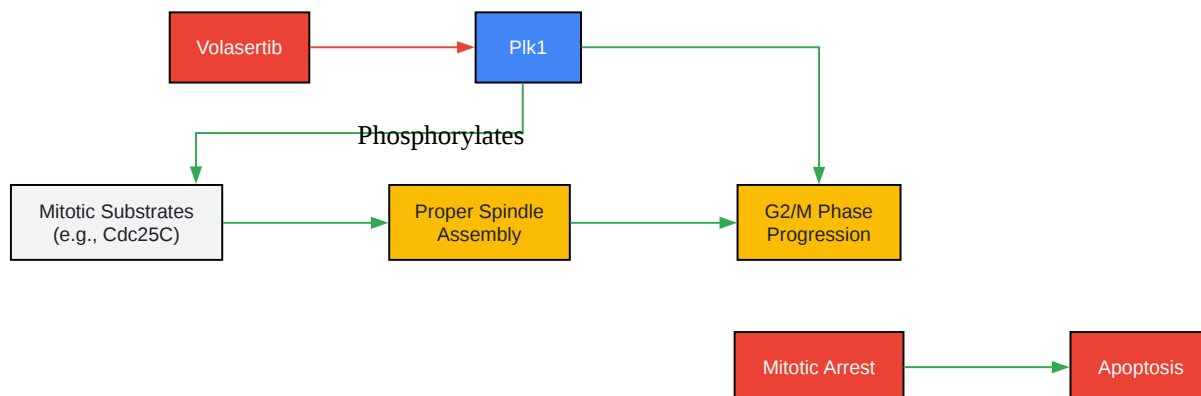 Volasertib
Plk1
Phosphorylates
Mitotic Substrates
(e.g., Cdc25C)
Proper Spindle
Assembly
G2/M Phase
Progression
Mitotic Arrest
Apoptosis